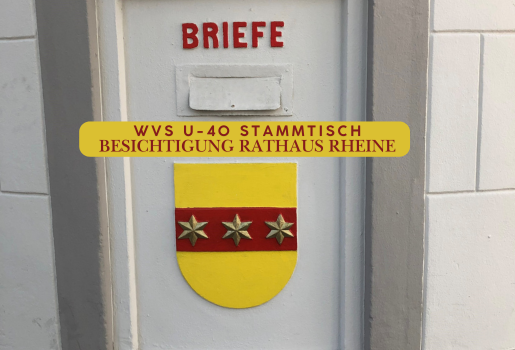 BRIEFE
WVS U-40 STAMMTISCH
BESICHTIGUNG RATHAUS RHEINE